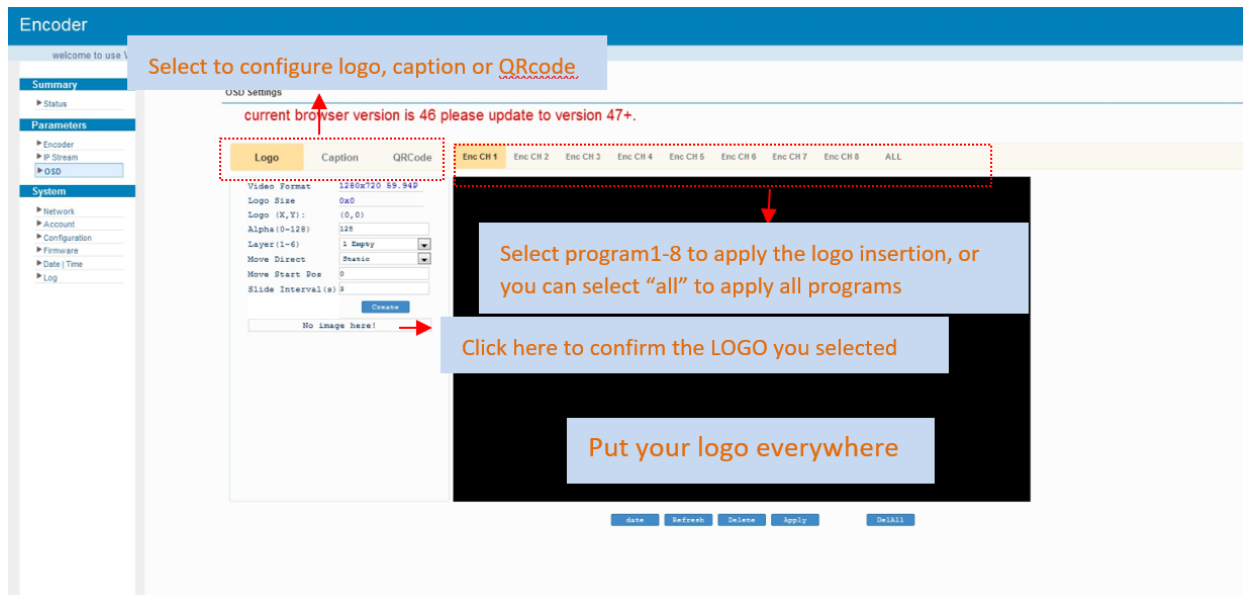 Encoder
welcome to use
Select to configure logo, caption or QRcode
Summary
Status
Parameters
Encoder
IP Stream
OSD
System
Network
Account
Configuration
Firmware
Date | Time
Log
OSD Settings
current browser version is 46 please update to version 47+.
Logo Caption QRCode
Enc CH 1 Enc CH 2 Enc CH 3 Enc CH 4 Enc CH 5 Enc CH 6 Enc CH 7 Enc CH 8 ALL
Video Format 1280x720 59.94P
Logo Size 0x0
Logo (X,Y): (0,0)
Alpha(0~128) 128
Layer(1~6) 1 Empty
Move Direct Static
Move Start Pos 0
Slide Interval(s) 3
Create
No image here!
Select program1-8 to apply the logo insertion, or
you can select “all” to apply all programs
Click here to confirm the LOGO you selected
Put your logo everywhere
date Refresh Delete Apply DelAll